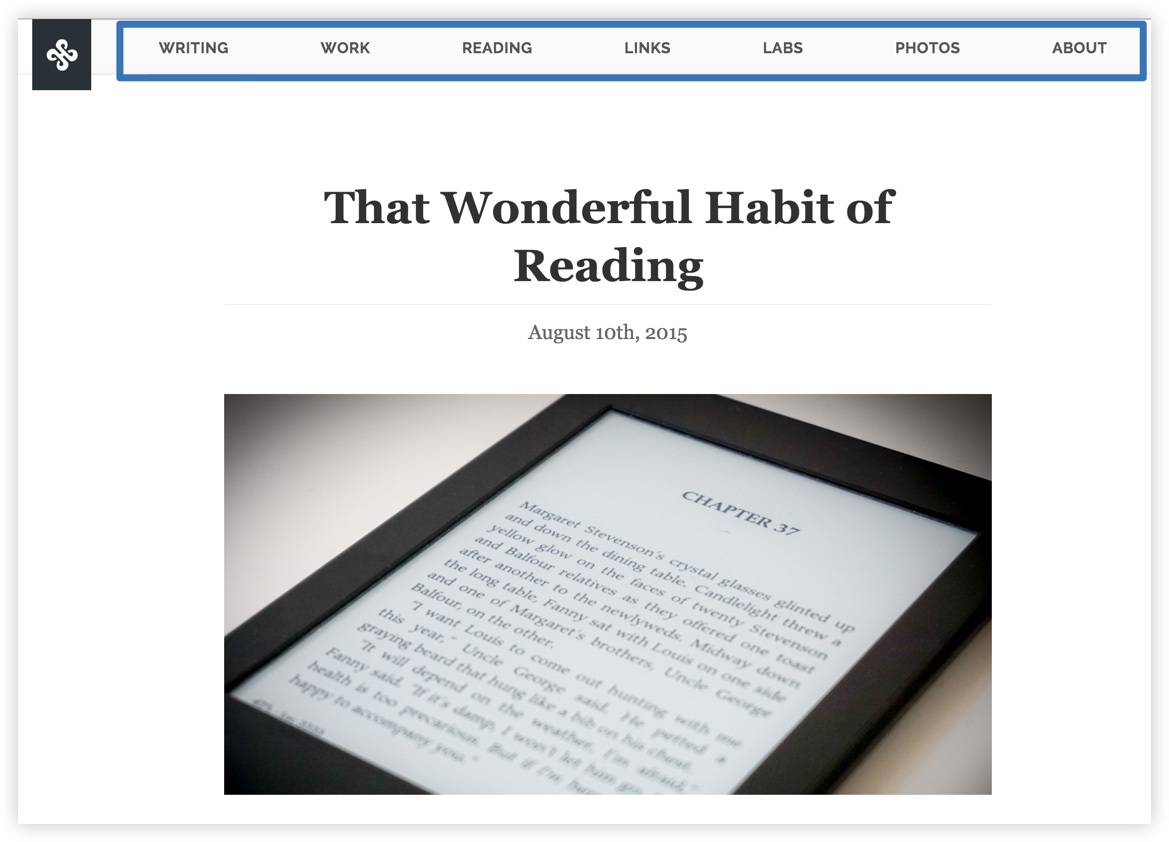 WRITING WORK READING LINKS LABS PHOTOS ABOUT
That Wonderful Habit of
Reading
August 10th, 2015
CHAPTER 37
Margaret Stevenson's crystal glasses glinted up
and down the dining table. Candlelight threw a
yellow glow on the faces of twenty Stevenson
and Balfour relatives as they offered one toast
after another to the newlyweds. Midway down
the long table, Fanny sat with Louis on one side
and one of Margaret's brothers, Uncle George
Balfour, on the other.
"I want Louis to come out hunting with me
this year," Uncle George said. He petted a
graying beard that hung like a bib on his chest.
"It will depend on the weather, I'm afraid,"
Fanny said. "If it's damp, I won't let him go.
health is too precarious. But if I'm
happy to accompany you."